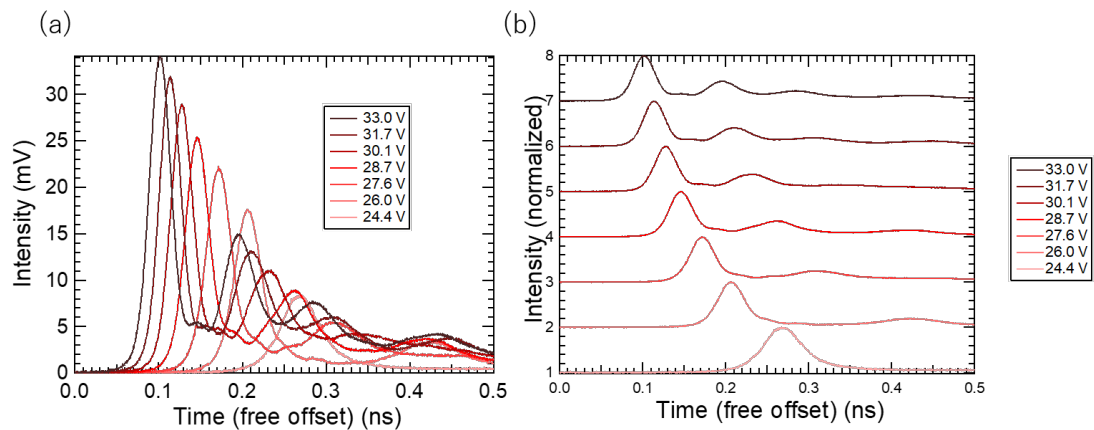 (a)
(b)
Intensity (mV)
30
25
20
15
10
5
0
33.0 V
31.7 V
30.1 V
28.7 V
27.6 V
26.0 V
24.4 V
0.0 0.1 0.2 0.3 0.4 0.5
Time (free offset) (ns)
Intensity (normalized)
8
7
6
5
4
3
2
1
0.0 0.1 0.2 0.3 0.4 0.5
Time (free offset) (ns)
33.0 V
31.7 V
30.1 V
28.7 V
27.6 V
26.0 V
24.4 V